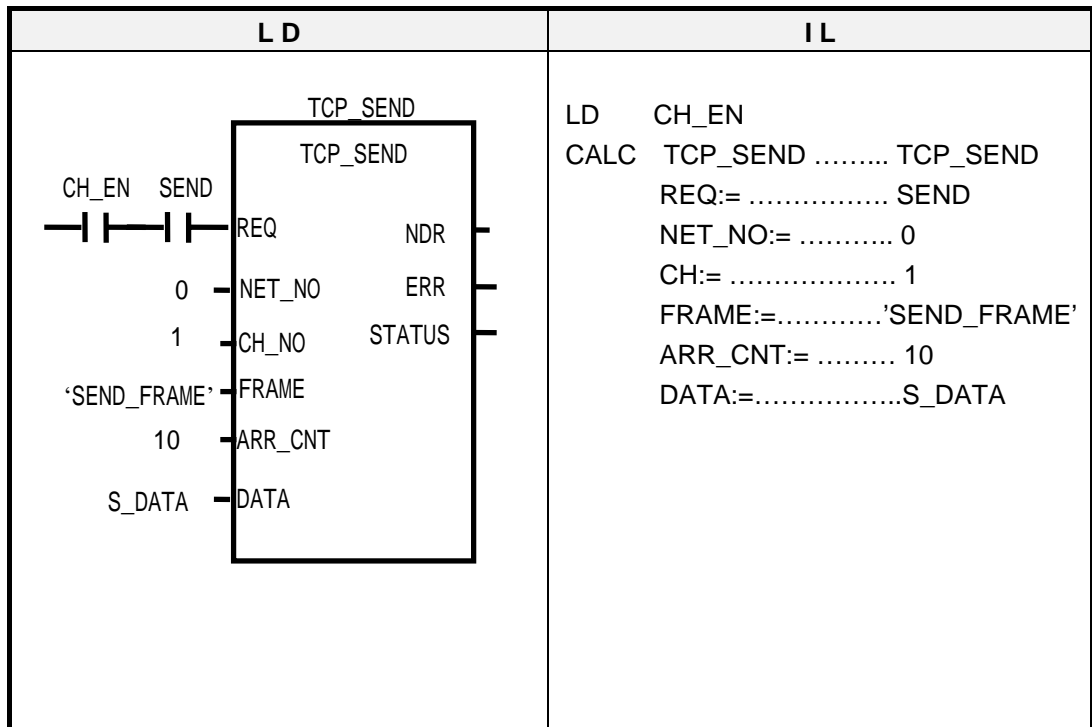 L D
I L
TCP_SEND
TCP_SEND
CH_EN SEND
REQ NDR
0 NET_NO ERR
1 CH_NO STATUS
‘SEND_FRAME’ FRAME
10 ARR_CNT
S_DATA DATA
LD CH_EN
CALC TCP_SEND ……... TCP_SEND
REQ:= ……………. SEND
NET_NO:= ……….. 0
CH:= ………………. 1
FRAME:=…………’SEND_FRAME’
ARR_CNT:= ……… 10
DATA:=……………..S_DATA